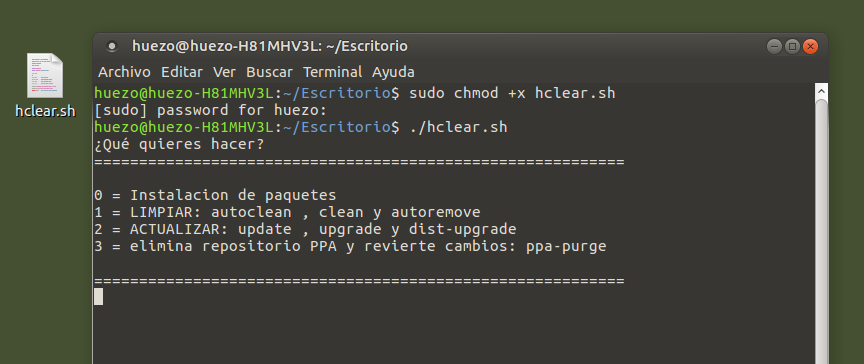 huezo@huezo-H81MHV3L: ~/Escritorio
Archivo Editar Ver Buscar Terminal Ayuda
hclear.sh
huezo@huezo-H81MHV3L:~/Escritorio$ sudo chmod +x hclear.sh
[sudo] password for huezo:
huezo@huezo-H81MHV3L:~/Escritorio$ ./hclear.sh
¿Qué quieres hacer?
===========================================================
0 = Instalacion de paquetes
1 = LIMPIAR: autoclean , clean y autoremove
2 = ACTUALIZAR: update , upgrade y dist-upgrade
3 = elimina repositorio PPA y revierte cambios: ppa-purge
===========================================================